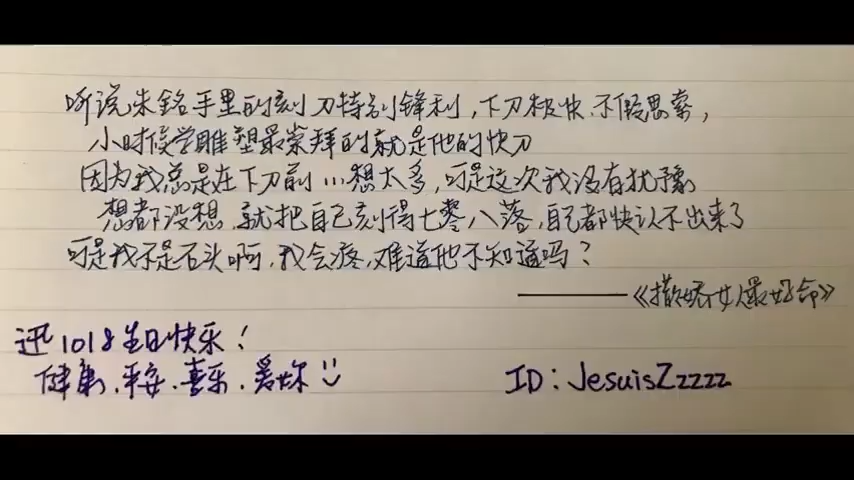 听说朱銘手里的刻刀特别锋利,下刀极快.不假思索,
小时候学雕塑最崇拜的就是他的快刀
因为我总是在下刀前…想太多,可是这次我没有犹豫
想都没想,就把自己刻得七零八落,自己都快认不出来了
可是我不是石头啊,我会疼,难道他不知道吗?
——《撒娇女人最好命》
迅1018生日快乐!
健康.平安.喜乐.爱妳
ID:JesuisZzzzz